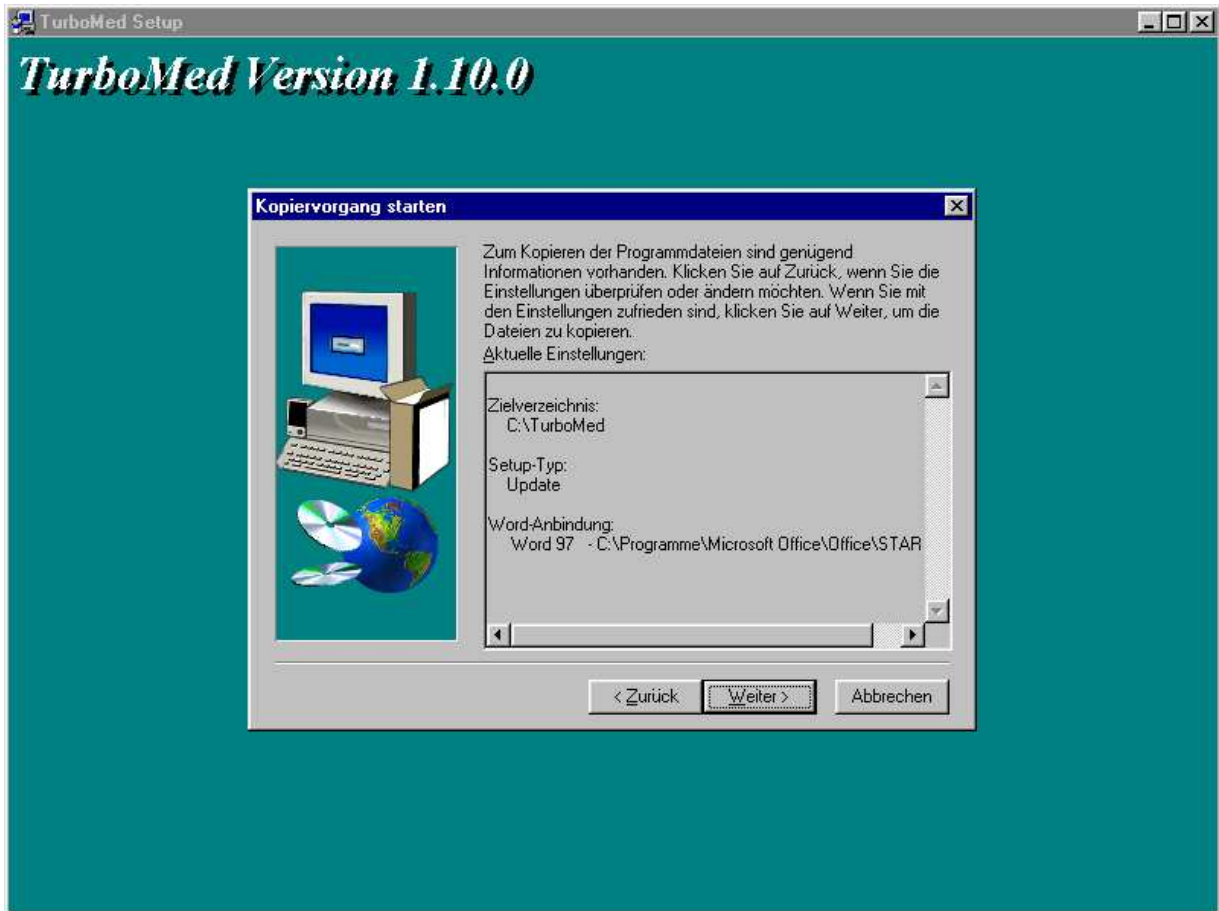 TurboMed Setup
TurboMed Version 1.10.0
Kopiervorgang starten
Zum Kopieren der Programmdateien sind genügend
Informationen vorhanden. Klicken Sie auf Zurück, wenn Sie die
Einstellungen überprüfen oder ändern möchten. Wenn Sie mit
den Einstellungen zufrieden sind, klicken Sie auf Weiter, um die
Dateien zu kopieren.
Aktuelle Einstellungen:
Zielverzeichnis:
C:\TurboMed
Setup-Typ:
Update
Word-Anbindung:
Word 97 - C:\Programme\Microsoft Office\Office\STAR
< Zurück
Weiter >
Abbrechen